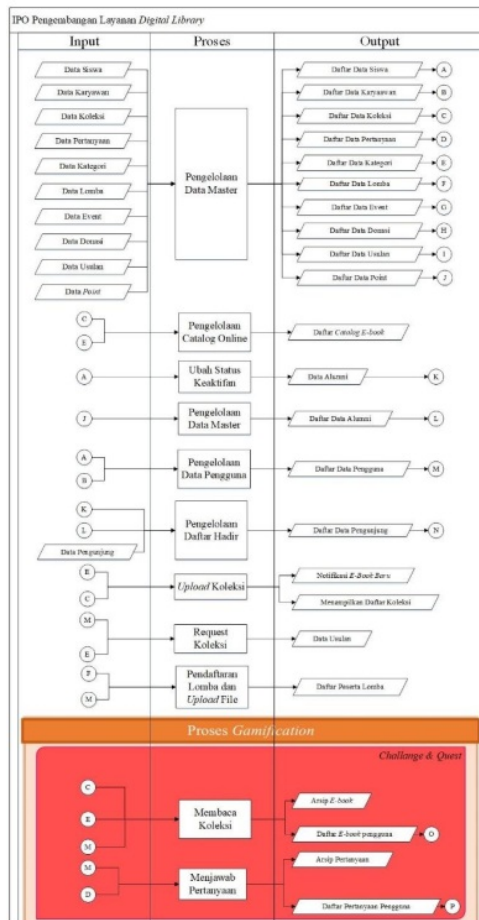 IPO Pengembangan Layanan Digital Library
Input Proses Output
Data Siswa
Data Karyawan
Data Koleksi
Data Pertanyaan
Data Kategori
Data Lomba
Data Event
Data Donasi
Data Usulan
Data Point
Pengelolaan
Data Master
Daftar Data Siswa A
Daftar Data Karyawan B
Daftar Data Koleksi C
Daftar Data Pertanyaan D
Daftar Data Kategori E
Daftar Data Lomba F
Daftar Data Event G
Daftar Data Donasi H
Daftar Data Usulan I
Daftar Data Point J
C
E
Pengelolaan
Catalog Online
Daftar Catalog E-book
A
Ubah Status
Keaktifan
Data Alumni K
J
Pengelolaan
Data Master
Daftar Data Alumni L
A
B
Pengelolaan
Data Pengguna
Daftar Data Pengguna M
K
L
Data Pengunjung
Pengelolaan
Daftar Hadir
Daftar Data Pengunjung N
E
C
Upload Koleksi
Notifikasi E-Book Baru
Menampilkan Daftar Koleksi
M
E
Request
Koleksi
Data Usulan
F
M
Pendaftaran
Lomba dan
Upload File
Daftar Peserta Lomba
Proses Gamification
Challange & Quest
C
E
M
Membaca
Koleksi
Arsip E-book
Daftar E-book pengguna O
M
D
Menjawab
Pertanyaan
Arsip Pertanyaan
Daftar Pertanyaan Pengguna P